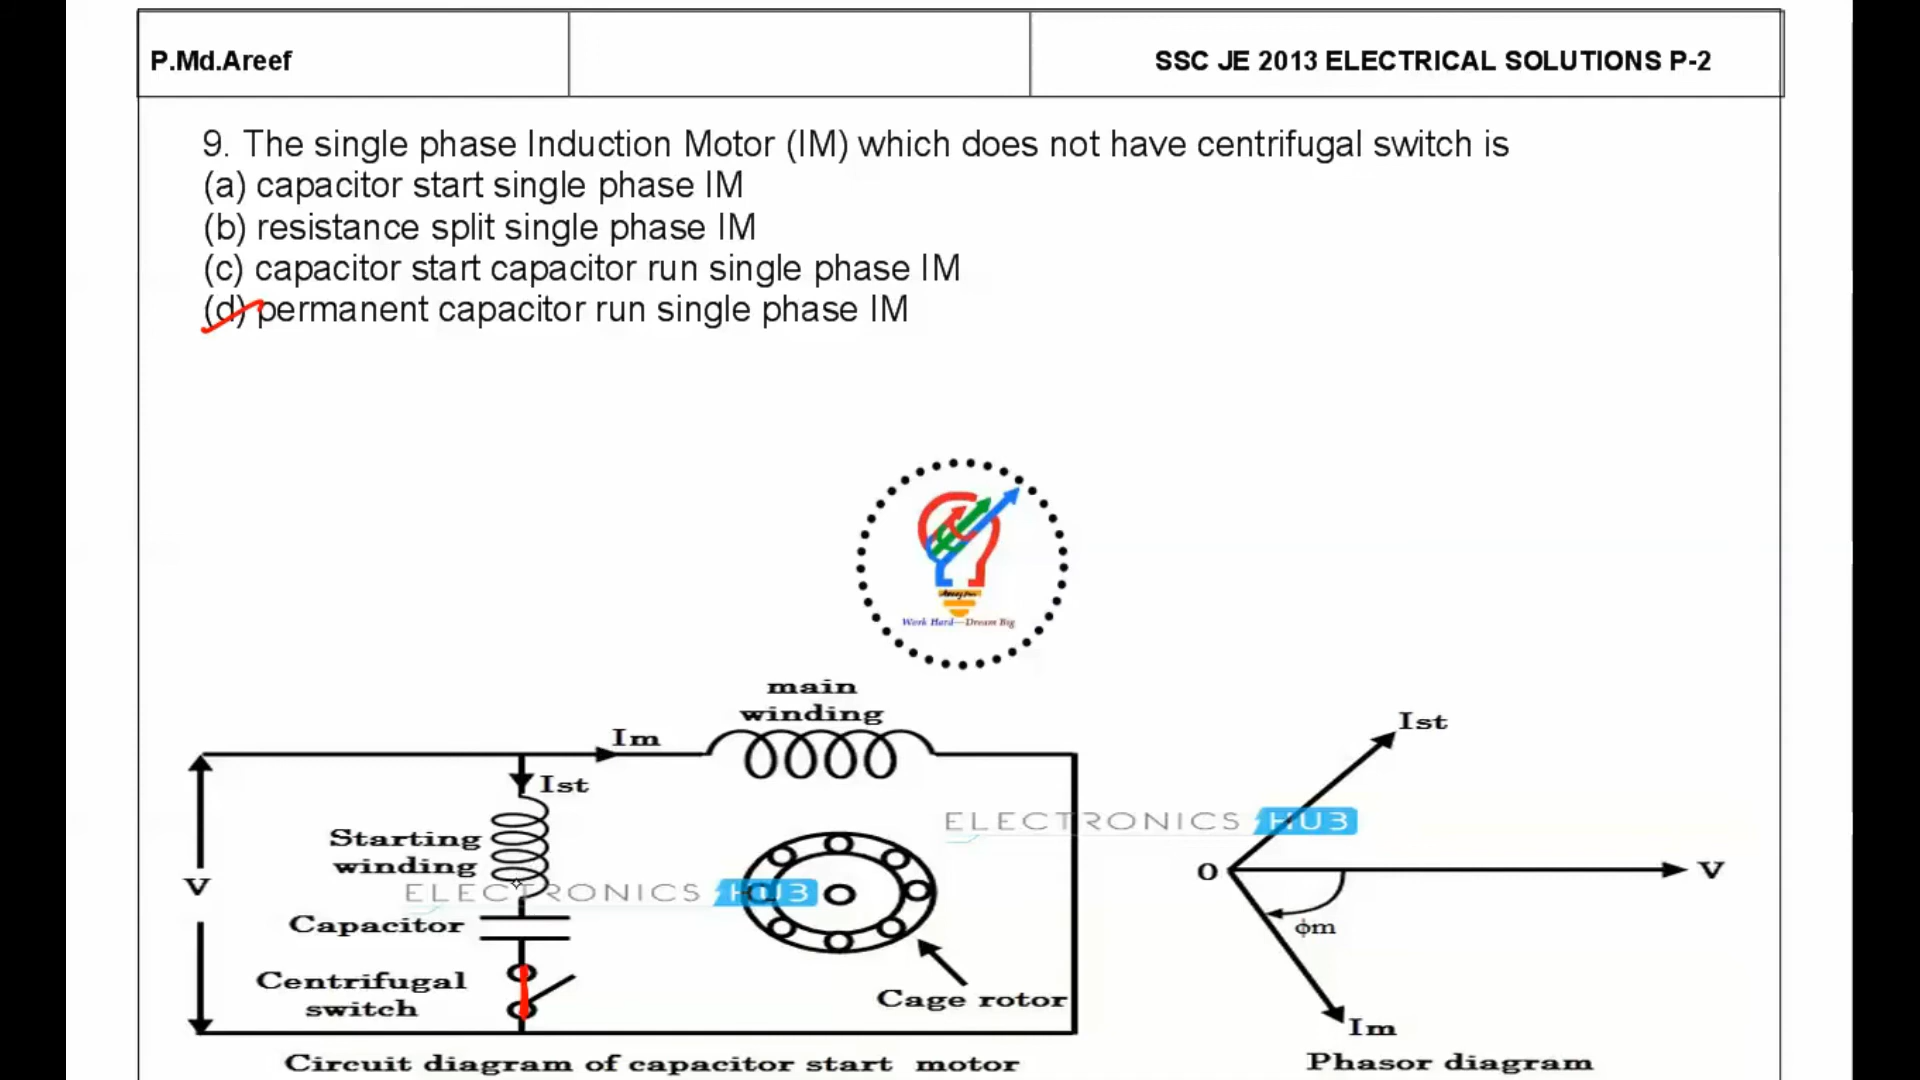 P.Md.Areef
SSC JE 2013 ELECTRICAL SOLUTIONS P-2
9. The single phase Induction Motor (IM) which does not have centrifugal switch is
(a) capacitor start single phase IM
(b) resistance split single phase IM
(c) capacitor start capacitor run single phase IM
(d) permanent capacitor run single phase IM
Work Hard—Dream Big
main
winding
Im
Ist
Starting
winding
V
Capacitor
Centrifugal
switch
Cage rotor
ELECTRONICS HUB
ELECTRONICS HUB
Circuit diagram of capacitor start motor
Ist
O
V
ϕm
Im
Phasor diagram